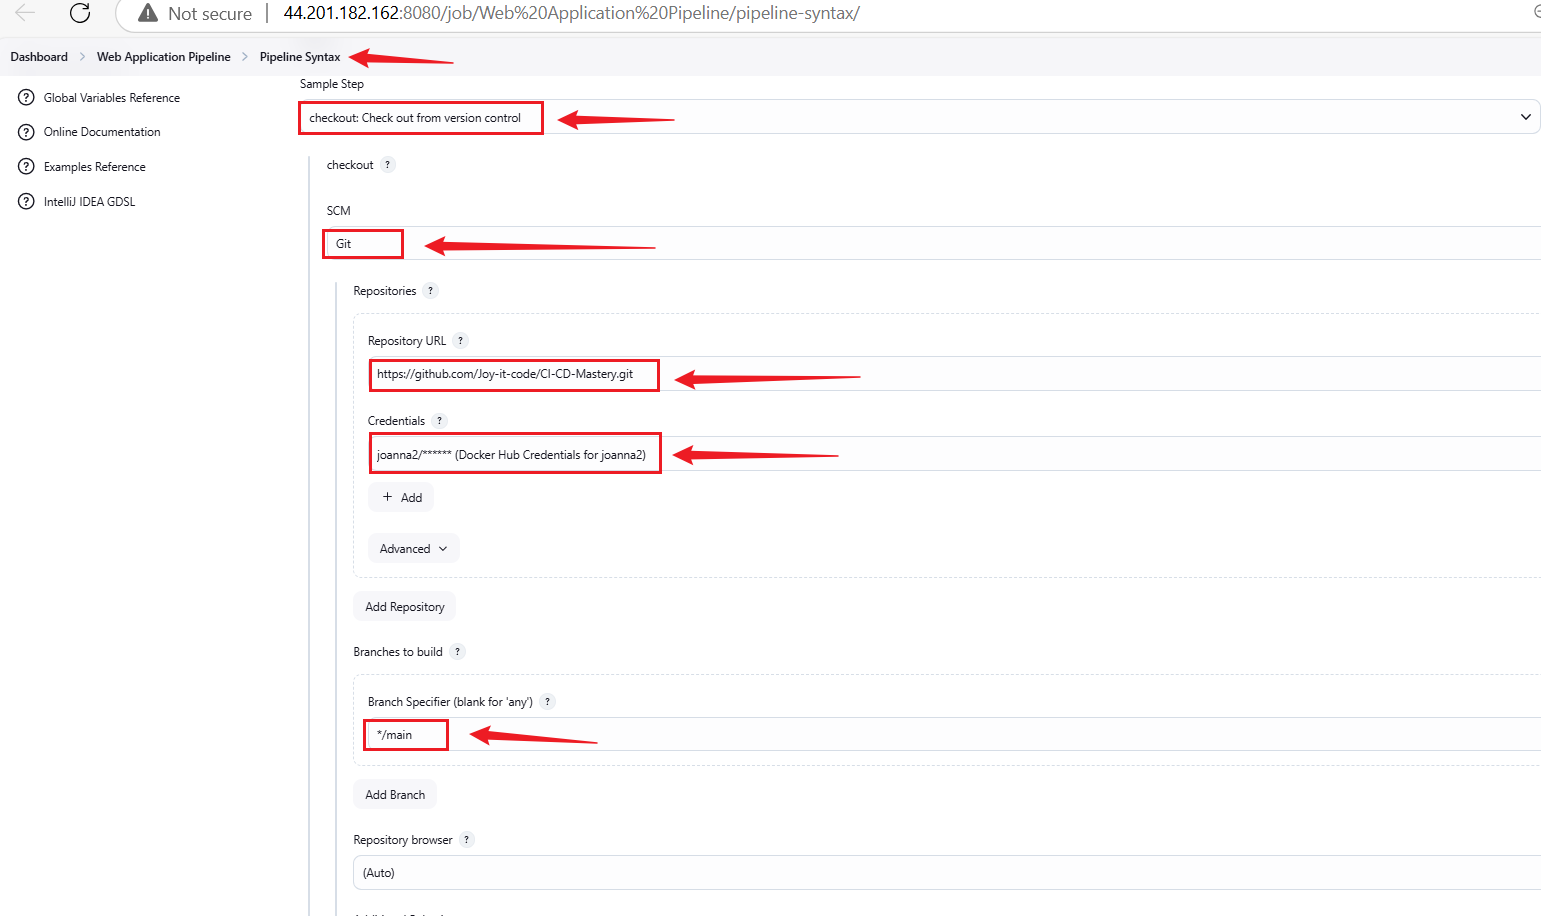 Not secure | 44.201.182.162:8080/job/Web%20Application%20Pipeline/pipeline-syntax/
Dashboard > Web Application Pipeline > Pipeline Syntax
Global Variables Reference
Online Documentation
Examples Reference
IntelliJ IDEA GDSL
Sample Step
checkout: Check out from version control
checkout ?
SCM
Git
Repositories ?
Repository URL ?
https://github.com/Joy-it-code/CI-CD-Mastery.git
Credentials ?
joanna2/****** (Docker Hub Credentials for joanna2)
+ Add
Advanced
Add Repository
Branches to build ?
Branch Specifier (blank for 'any') ?
*/main
Add Branch
Repository browser ?
(Auto)